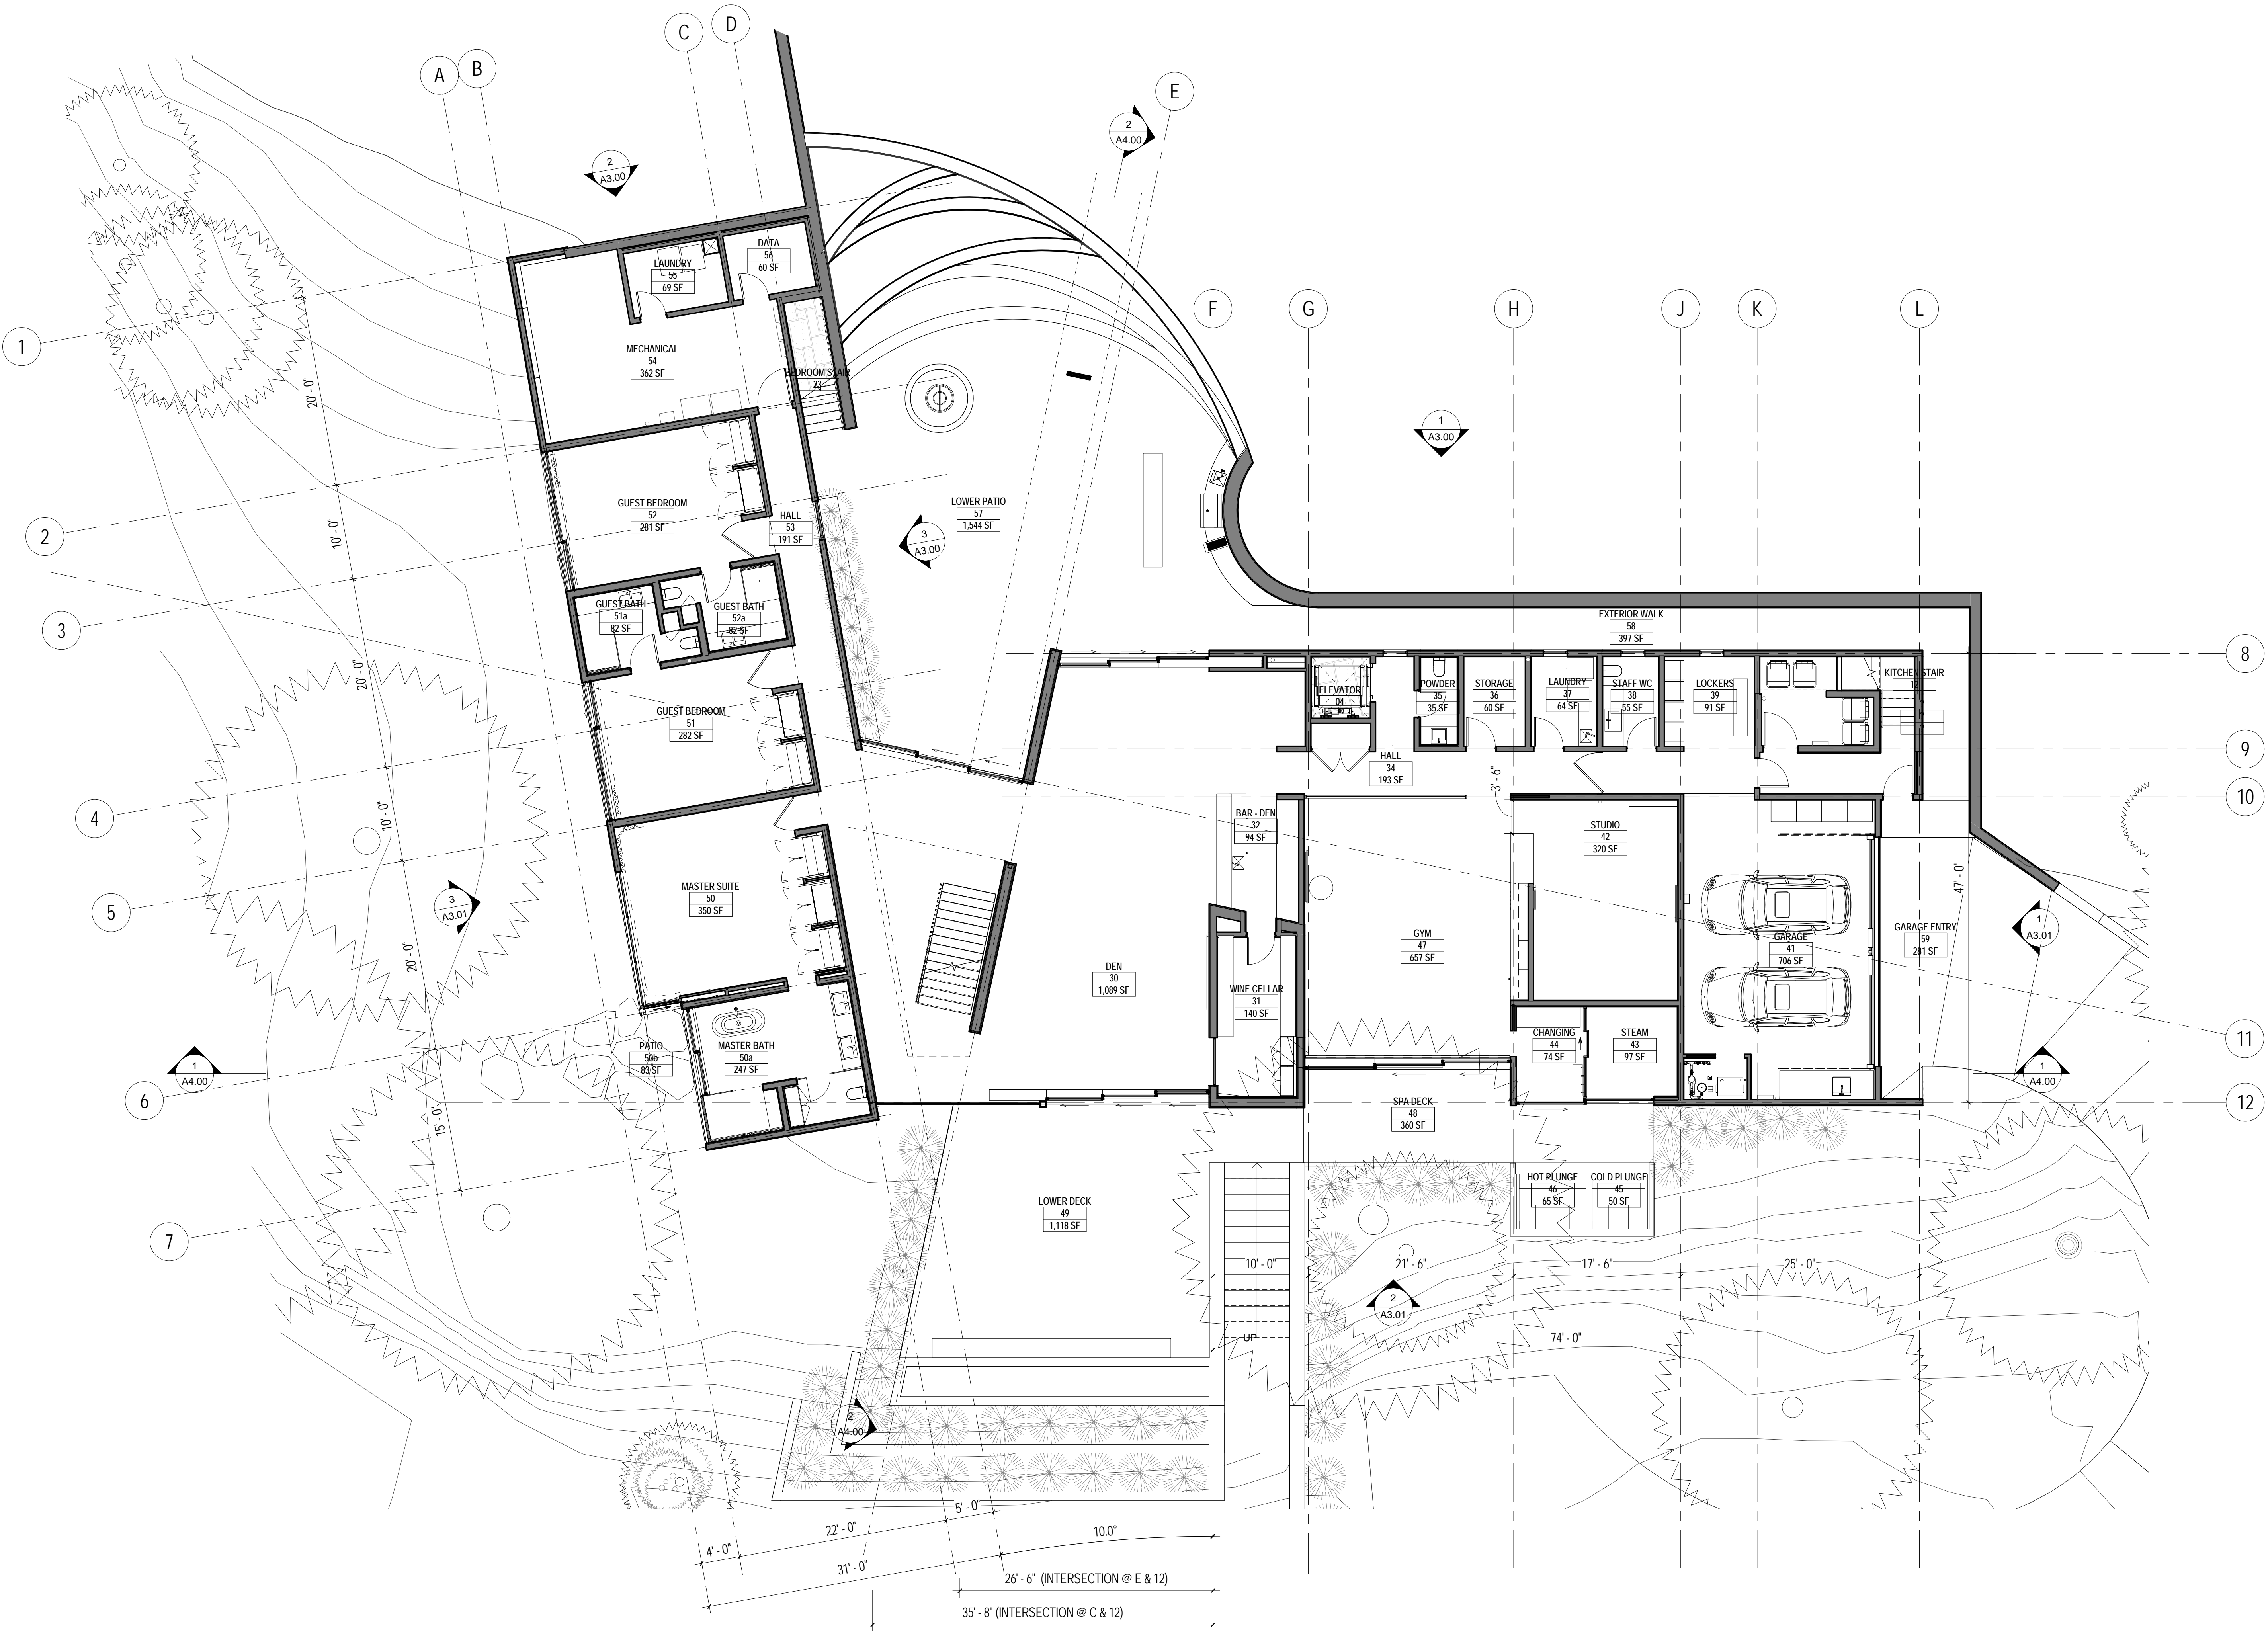 A
B
C
D
E
F
G
H
J
K
L
1
2
3
4
5
6
7
8
9
10
11
12
2
A3.00
2
A4.00
1
A3.00
3
A3.00
3
A3.01
1
A4.00
1
A3.01
1
A4.00
2
A3.01
2
A4.00
DATA
56
60 SF
LAUNDRY
55
69 SF
MECHANICAL
54
362 SF
BEDROOM STAIR
23
GUEST BEDROOM
52
281 SF
HALL
53
191 SF
LOWER PATIO
57
1,544 SF
GUEST BATH
51a
82 SF
GUEST BATH
52a
82 SF
GUEST BEDROOM
51
282 SF
MASTER SUITE
50
350 SF
PATIO
50b
83 SF
MASTER BATH
50a
247 SF
EXTERIOR WALK
58
397 SF
ELEVATOR
04
POWDER
35
35 SF
STORAGE
36
60 SF
LAUNDRY
37
64 SF
STAFF WC
38
55 SF
LOCKERS
39
91 SF
KITCHEN STAIR
12
HALL
34
193 SF
BAR - DEN
32
94 SF
STUDIO
42
320 SF
GYM
47
657 SF
GARAGE
41
706 SF
GARAGE ENTRY
59
281 SF
DEN
30
1,089 SF
WINE CELLAR
31
140 SF
CHANGING
44
74 SF
STEAM
43
97 SF
SPA DECK
48
360 SF
HOT PLUNGE
46
65 SF
COLD PLUNGE
45
50 SF
LOWER DECK
49
1,118 SF
UP
20' - 0"
10' - 0"
20' - 0"
10' - 0"
20' - 0"
15' - 0"
3' - 6"
47' - 0"
10' - 0"
21' - 6"
17' - 6"
25' - 0"
74' - 0"
5' - 0"
22' - 0"
10.0°
4' - 0"
31' - 0"
26' - 6" (INTERSECTION @ E & 12)
35' - 8" (INTERSECTION @ C & 12)